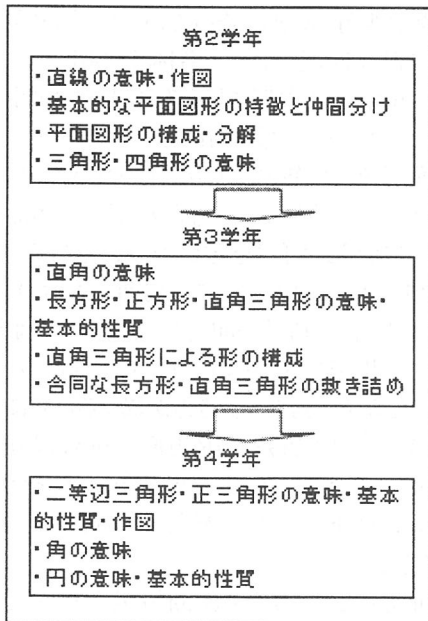 第2学年
・直線の意味・作図
・基本的な平面図形の特徴と仲間分け
・平面図形の構成・分解
・三角形・四角形の意味
第3学年
・直角の意味
・長方形・正方形・直角三角形の意味・
基本的性質
・直角三角形による形の構成
・合同な長方形・直角三角形の敷き詰め
第4学年
・二等辺三角形・正三角形の意味・基本
的性質・作図
・角の意味
・円の意味・基本的性質